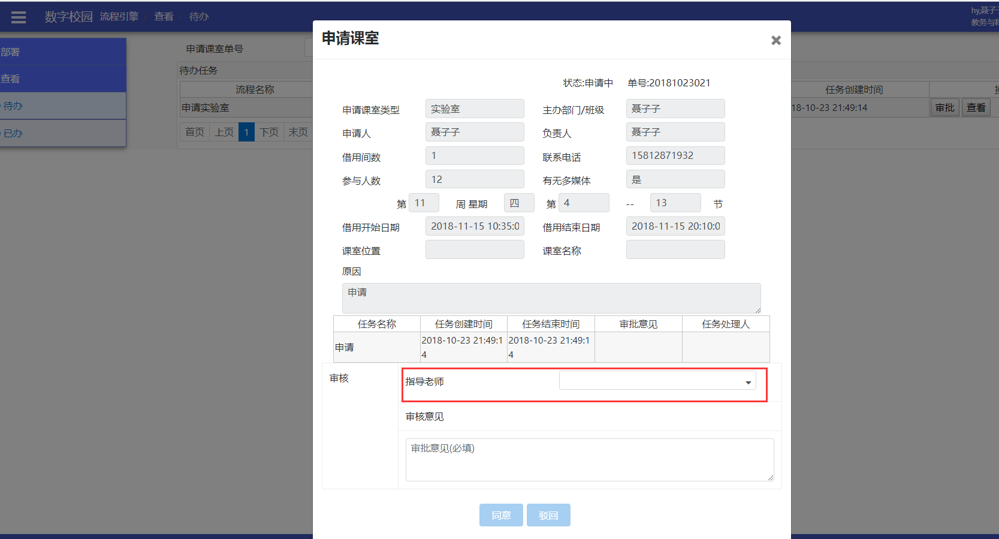 数字校园 流程引擎 / 查看 / 待办
hy,聂子
教务与
部署
查看
待办
已办
申请课室单号
待办任务
流程名称
任务创建时间
申请实验室
18-10-23 21:49:14
审批 查看
首页 上页 1 下页 末页
申请课室
状态:申请中 单号:20181023021
申请课室类型 实验室 主办部门/班级 聂子子
申请人 聂子子 负责人 聂子子
借用间数 1 联系电话 15812871932
参与人数 12 有无多媒体 是
第 11 周 星期 四 第 4 -- 13 节
借用开始日期 2018-11-15 10:35:0 借用结束日期 2018-11-15 20:10:0
课室位置 课室名称
原因
申请
任务名称 任务创建时间 任务结束时间 审批意见 任务处理人
申请 2018-10-23 21:49:1 2018-10-23 21:49:1
4 4
审核
指导老师
审核意见
审批意见(必填)
同意 驳回